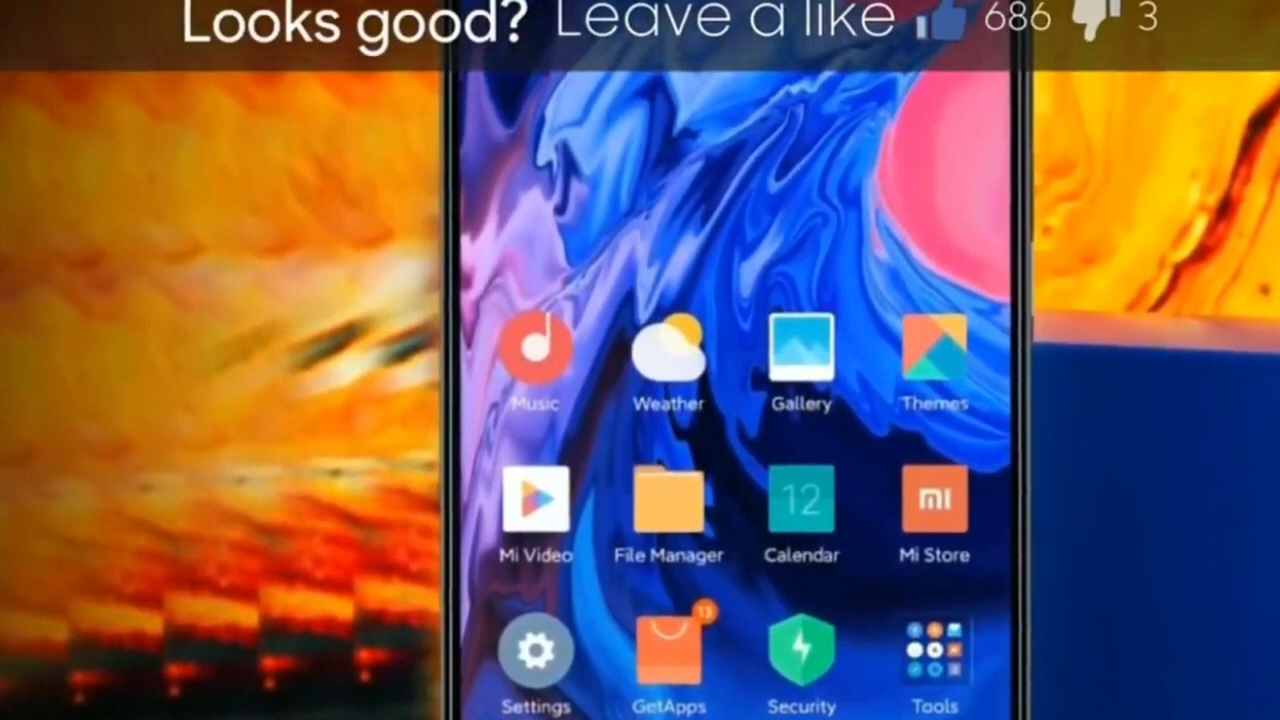 Looks good? Leave a like 686 3
Music Weather Gallery Themes
12 mi
Mi Video File Manager Calendar Mi Store
13
Settings GetApps Security Tools